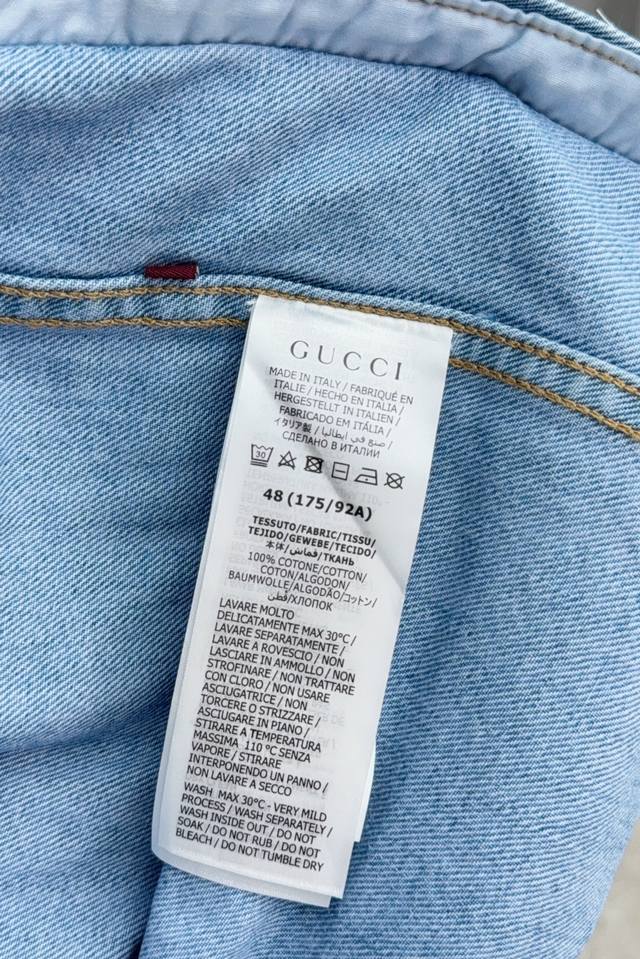 GUCCI
MADE IN ITALY / FABRIQUÉ EN
ITALIE / HECHO EN ITALIA /
HERGESTELLT IN ITALIEN /
FABRICADO EM ITÁLIA /
イタリア製 / صنع في ايطاليا /
СДЕЛАНО В ИТАЛИИ
30
48 (175/92A)
TESSUTO/FABRIC/TISSU/
TEJIDO/GEWEBE/TECIDO/
本体/قماش/ТКАНЬ
100% COTONE/COTTON/
COTON/ALGODON/
BAUMWOLLE/ALGODÃO/コットン/
قطن/ХЛОПОК
LAVARE MOLTO
DELICATAMENTE MAX 30°C /
LAVARE SEPARATAMENTE /
LAVARE A ROVESCIO / NON
LASCIARE IN AMMOLLO / NON
STROFINARE / NON TRATTARE
CON CLORO / NON USARE
ASCIUGATRICE / NON
TORCERE O STRIZZARE /
ASCIUGARE IN PIANO /
STIRARE A TEMPERATURA
MASSIMA 110 °C SENZA
VAPORE / STIRARE
INTERPONENDO UN PANNO /
NON LAVARE A SECCO
WASH MAX 30°C - VERY MILD
PROCESS / WASH SEPARATELY /
WASH INSIDE OUT / DO NOT
SOAK / DO NOT RUB / DO NOT
BLEACH / DO NOT TUMBLE DRY